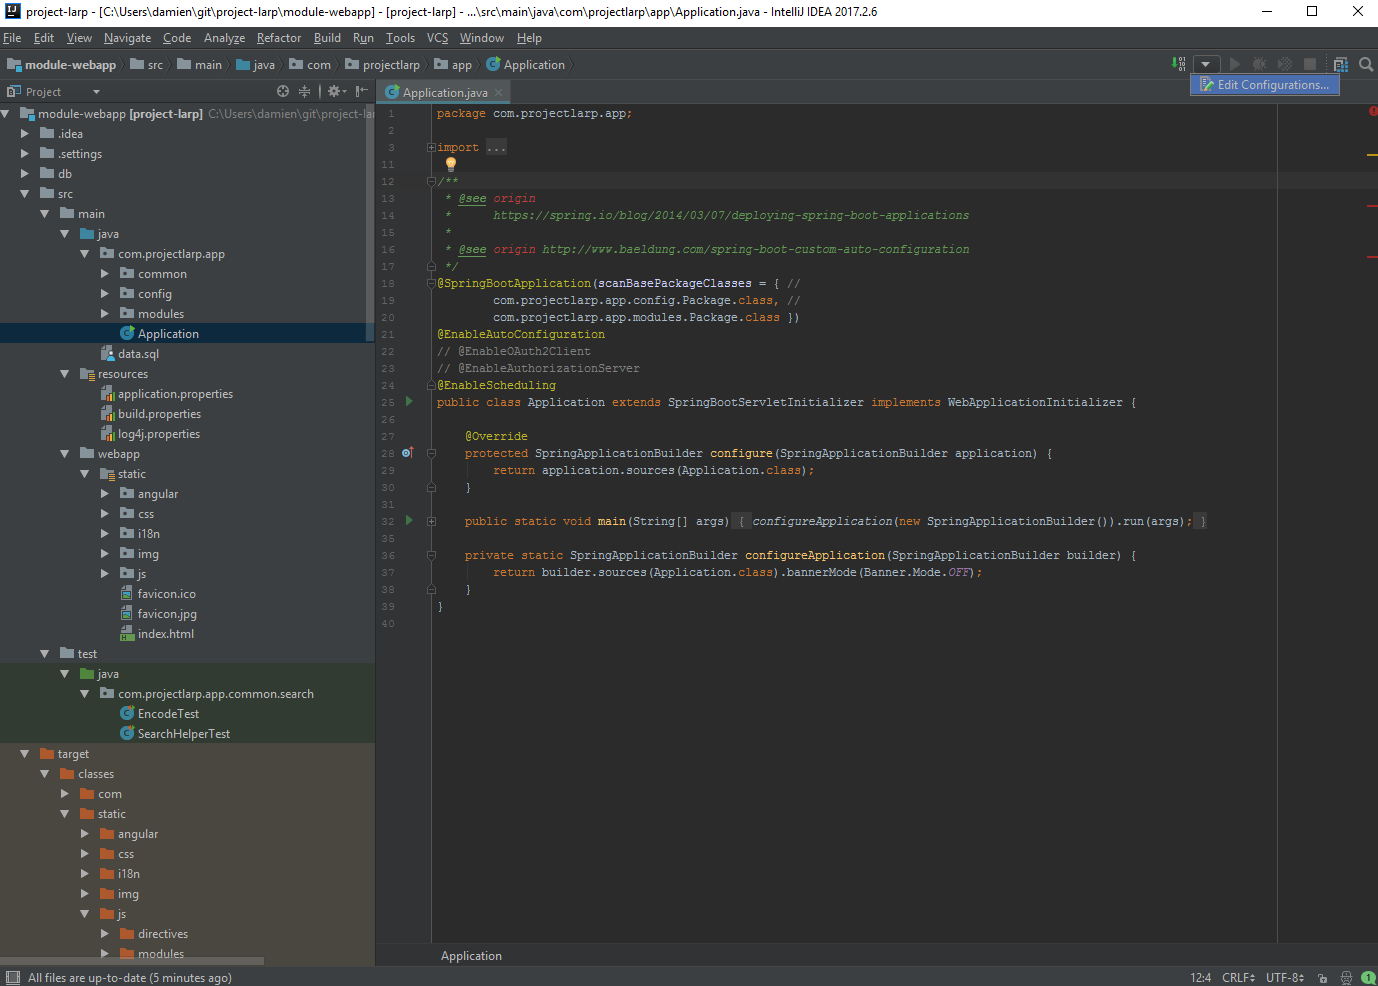 project-larp - [C:\Users\damien\git\project-larp\module-webapp] - [project-larp] - ...\src\main\java\com\projectlarp\app\Application.java - IntelliJ IDEA 2017.2.6
File Edit View Navigate Code Analyze Refactor Build Run Tools VCS Window Help
module-webapp src main java com projectlarp app Application
Project
Application.java
Edit Configurations...
module-webapp [project-larp] C:\Users\damien\git\project-lar
.idea
.settings
db
src
main
java
com.projectlarp.app
common
config
modules
Application
data.sql
resources
application.properties
build.properties
log4j.properties
webapp
static
angular
css
i18n
img
js
favicon.ico
favicon.jpg
index.html
test
java
com.projectlarp.app.common.search
EncodeTest
SearchHelperTest
target
classes
com
static
angular
css
i18n
img
js
directives
modules
1 package com.projectlarp.app;
2
3 import ...
11
12 /**
13 * @see origin
14 * https://spring.io/blog/2014/03/07/deploying-spring-boot-applications
15 *
16 * @see origin http://www.baeldung.com/spring-boot-custom-auto-configuration
17 */
18 @SpringBootApplication(scanBasePackageClasses = { //
19 com.projectlarp.app.config.Package.class, //
20 com.projectlarp.app.modules.Package.class })
21 @EnableAutoConfiguration
22 // @EnableOAuth2Client
23 // @EnableAuthorizationServer
24 @EnableScheduling
25 public class Application extends SpringBootServletInitializer implements WebApplicationInitializer {
26
27 @Override
28 protected SpringApplicationBuilder configure(SpringApplicationBuilder application) {
29 return application.sources(Application.class);
30 }
31
32 public static void main(String[] args) { configureApplication(new SpringApplicationBuilder()).run(args); }
35
36 private static SpringApplicationBuilder configureApplication(SpringApplicationBuilder builder) {
37 return builder.sources(Application.class).bannerMode(Banner.Mode.OFF);
38 }
39 }
40
Application
All files are up-to-date (5 minutes ago)
12:4 CRLF UTF-8 1